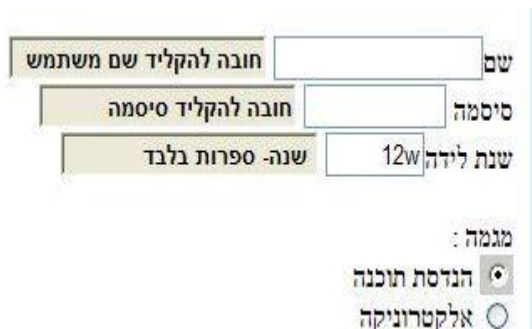 שם חובה להקליד שם משתמש
סיסמה חובה להקליד סיסמה
שנת לידה 12w שנה- ספרות בלבד
מגמה :
הנדסת תוכנה
אלקטרוניקה